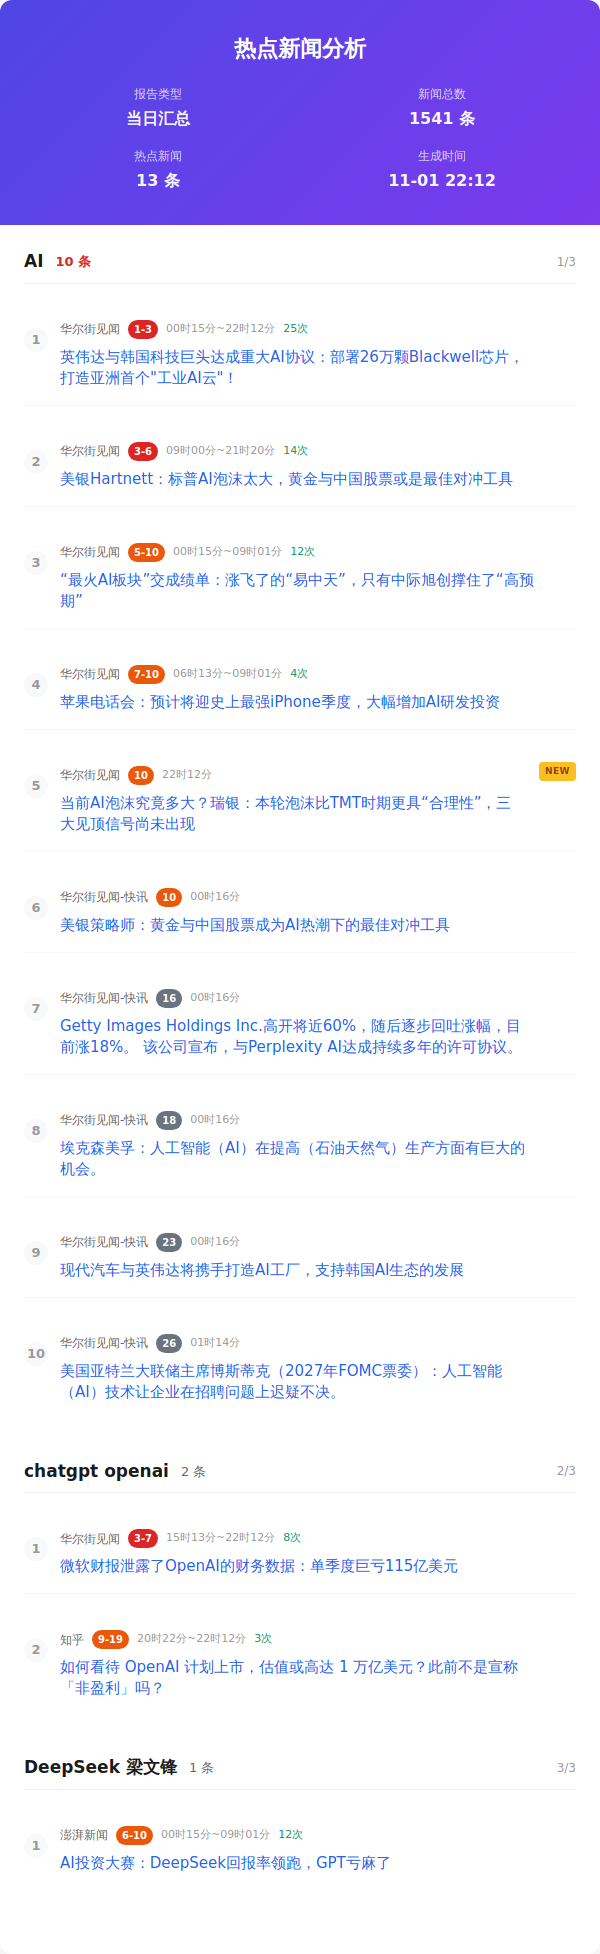 热点新闻分析
报告类型
新闻总数
当日汇总
1541 条
热点新闻
生成时间
13 条
11-01 22:12
AI 10 条 1/3
1 华尔街见闻 1-3 00时15分~22时12分 25次
英伟达与韩国科技巨头达成重大AI协议：部署26万颗Blackwell芯片，
打造亚洲首个"工业AI云"！
2 华尔街见闻 3-6 09时00分~21时20分 14次
美银Hartnett：标普AI泡沫太大，黄金与中国股票或是最佳对冲工具
3 华尔街见闻 5-10 00时15分~09时01分 12次
“最火AI板块”交成绩单：涨飞了的“易中天”，只有中际旭创撑住了“高预
期”
4 华尔街见闻 7-10 06时13分~09时01分 4次
苹果电话会：预计将迎史上最强iPhone季度，大幅增加AI研发投资
5 华尔街见闻 10 22时12分 NEW
当前AI泡沫究竟多大？瑞银：本轮泡沫比TMT时期更具“合理性”，三
大见顶信号尚未出现
6 华尔街见闻-快讯 10 00时16分
美银策略师：黄金与中国股票成为AI热潮下的最佳对冲工具
7 华尔街见闻-快讯 16 00时16分
Getty Images Holdings Inc.高开将近60%，随后逐步回吐涨幅，目
前涨18%。 该公司宣布，与Perplexity AI达成持续多年的许可协议。
8 华尔街见闻-快讯 18 00时16分
埃克森美孚：人工智能（AI）在提高（石油天然气）生产方面有巨大的
机会。
9 华尔街见闻-快讯 23 00时16分
现代汽车与英伟达将携手打造AI工厂，支持韩国AI生态的发展
10 华尔街见闻-快讯 26 01时14分
美国亚特兰大联储主席博斯蒂克（2027年FOMC票委）：人工智能
（AI）技术让企业在招聘问题上迟疑不决。
chatgpt openai 2 条 2/3
1 华尔街见闻 3-7 15时13分~22时12分 8次
微软财报泄露了OpenAI的财务数据：单季度巨亏115亿美元
2 知乎 9-19 20时22分~22时12分 3次
如何看待 OpenAI 计划上市，估值或高达 1 万亿美元？此前不是宣称
「非盈利」吗？
DeepSeek 梁文锋 1 条 3/3
1 澎湃新闻 6-10 00时15分~09时01分 12次
AI投资大赛：DeepSeek回报率领跑，GPT亏麻了